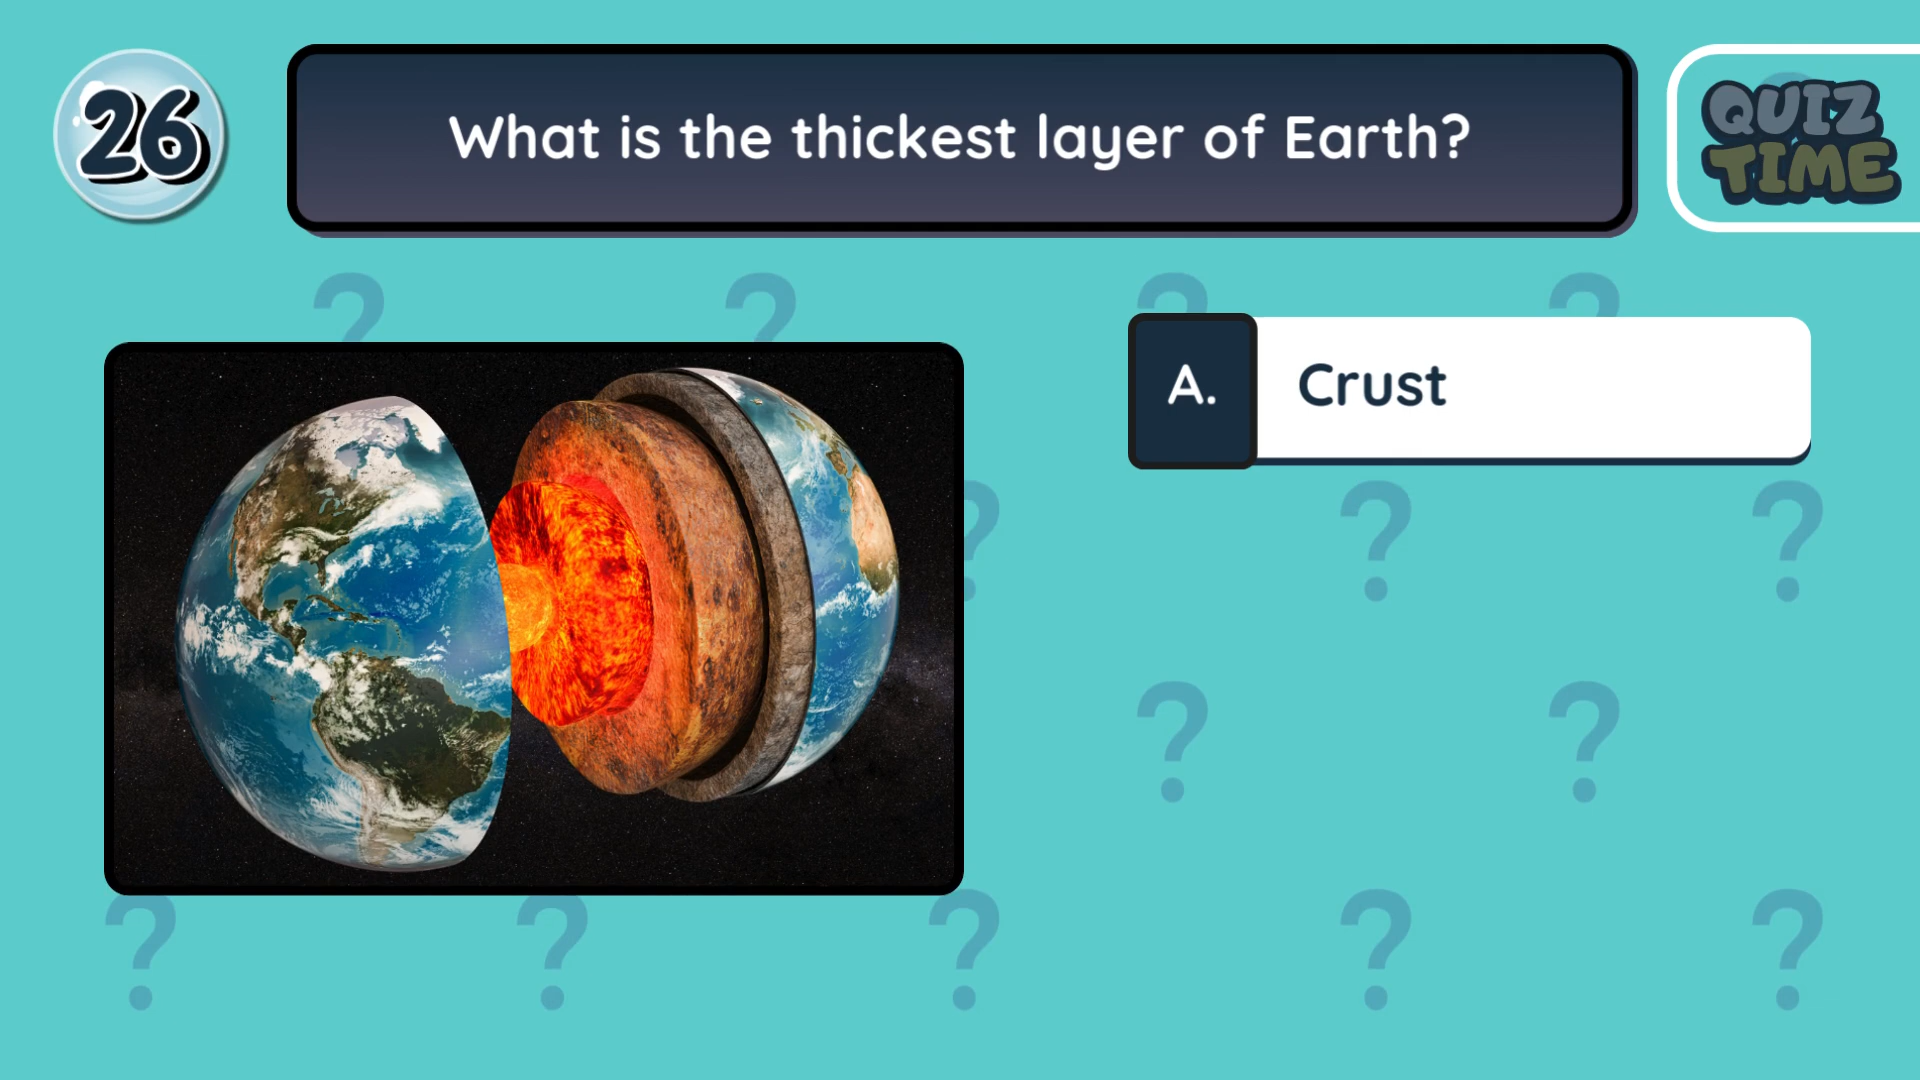 26
What is the thickest layer of Earth?
QUIZ
TIME
A.
Crust